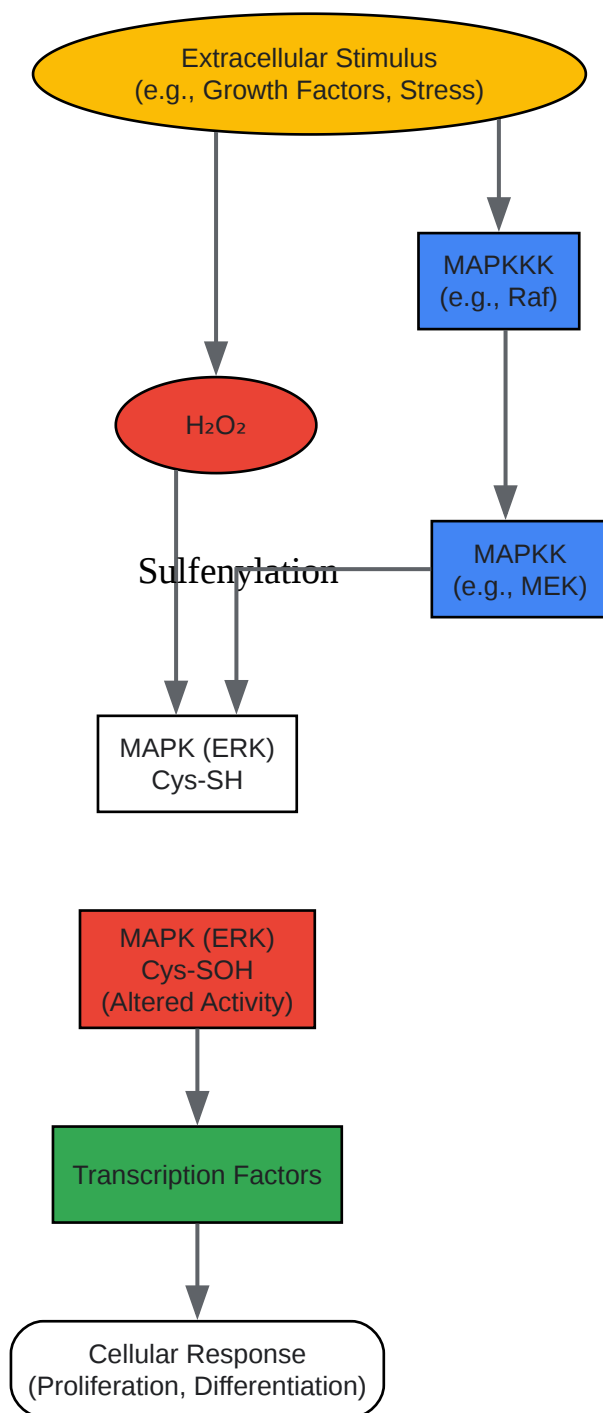 Extracellular Stimulus
(e.g., Growth Factors, Stress)
MAPKKK
(e.g., Raf)
H₂O₂
Sulfenylation
MAPKK
(e.g., MEK)
MAPK (ERK)
Cys-SH
MAPK (ERK)
Cys-SOH
(Altered Activity)
Transcription Factors
Cellular Response
(Proliferation, Differentiation)